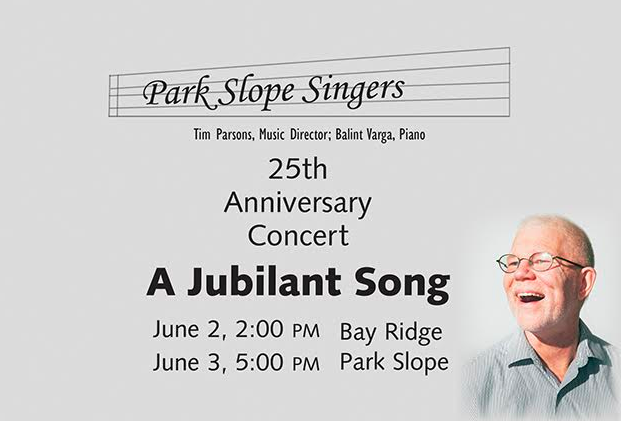 Park Slope Singers
Tim Parsons, Music Director; Balint Varga, Piano
25th
Anniversary
Concert
A Jubilant Song
June 2, 2:00 PM Bay Ridge
June 3, 5:00 PM Park Slope